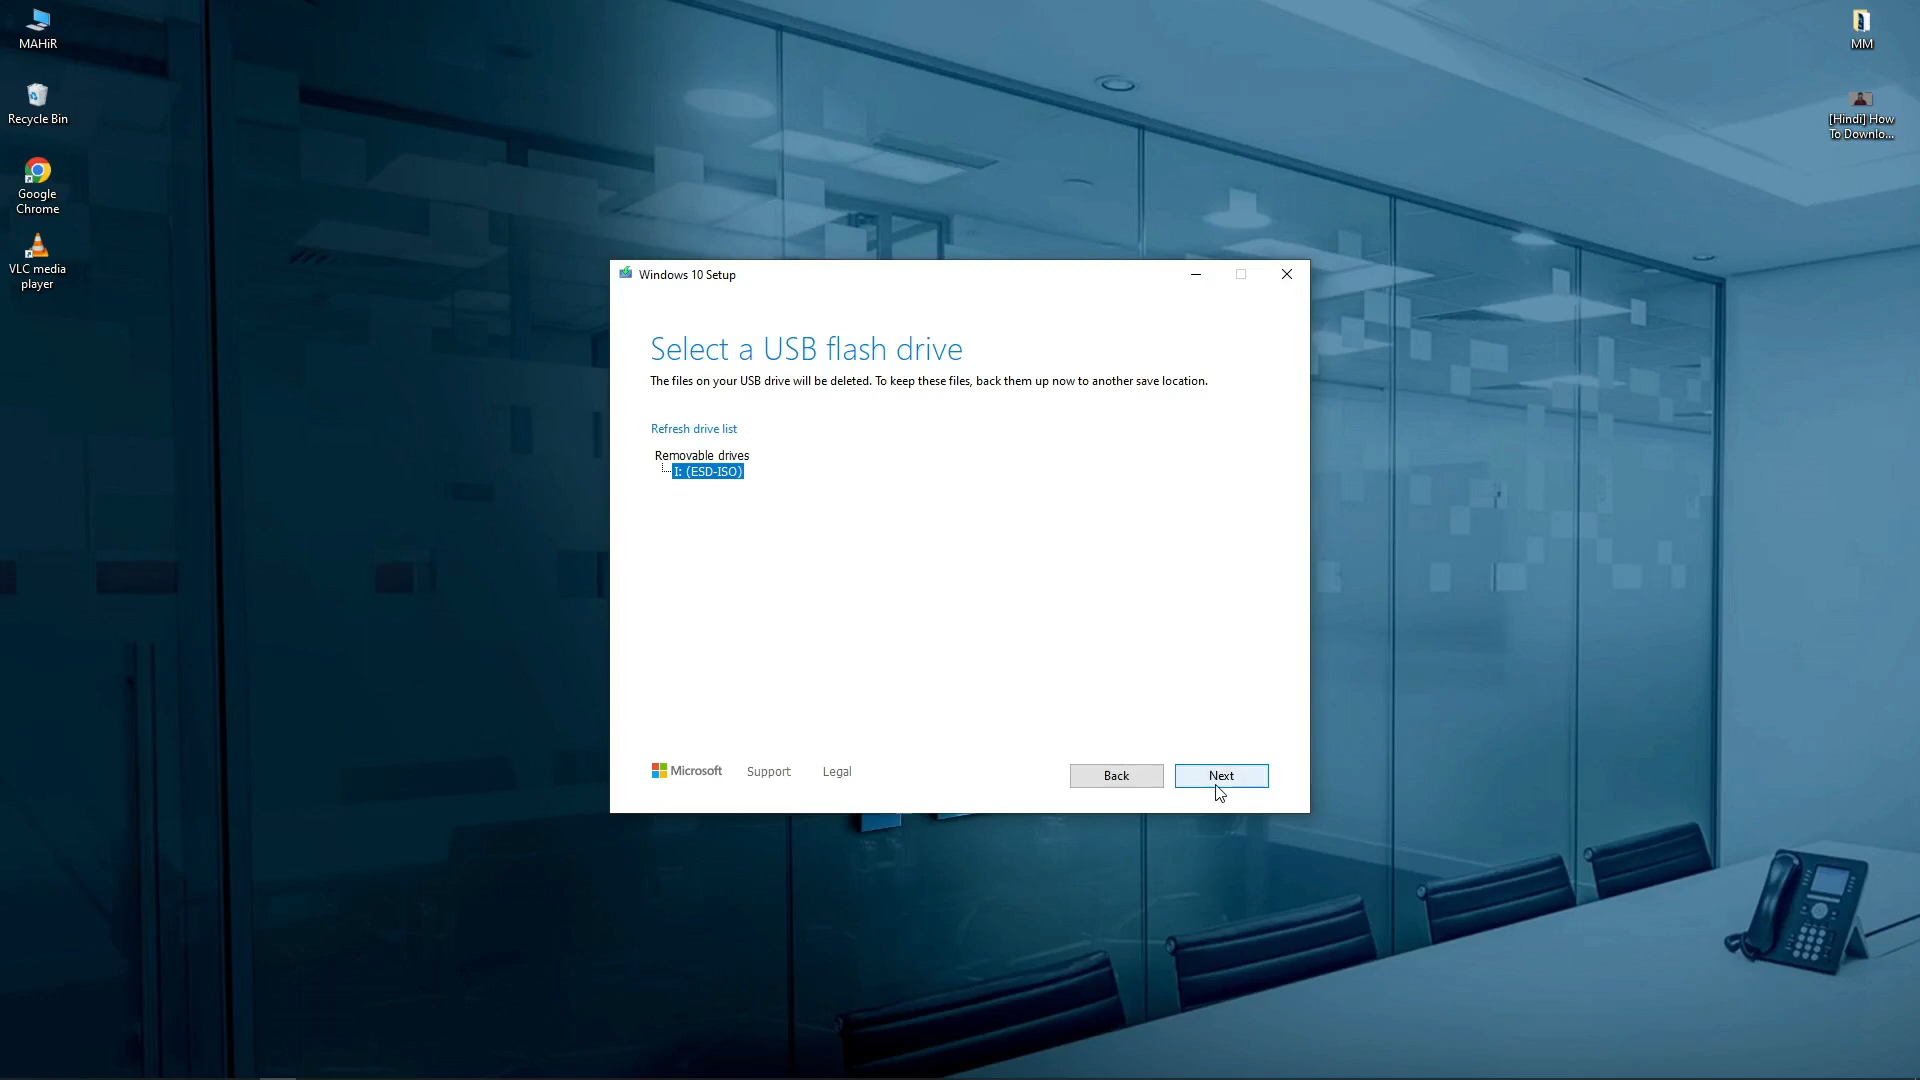 MAHiR
Recycle Bin
Google
Chrome
VLC media
player
MM
[Hindi] How
To Downlo...
Windows 10 Setup
Select a USB flash drive
The files on your USB drive will be deleted. To keep these files, back them up now to another save location.
Refresh drive list
Removable drives
I: (ESD-ISO)
Microsoft
Support
Legal
Back
Next